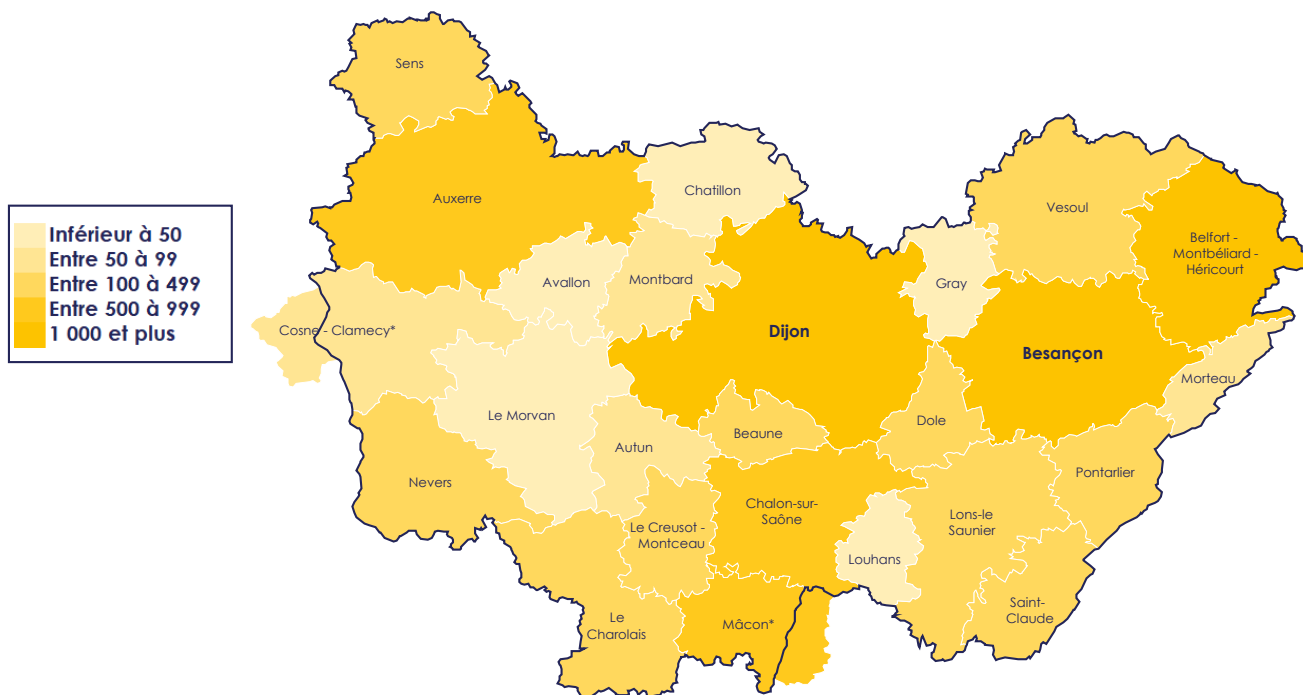 Sens
Auxerre
Chatillon
Vesoul
Belfort -
Montbéliard -
Héricourt
Inférieur à 50
Entre 50 à 99
Entre 100 à 499
Entre 500 à 999
1 000 et plus
Avallon
Montbard
Gray
Cosne - Clamecy*
Dijon
Besançon
Morteau
Le Morvan
Autun
Beaune
Dole
Nevers
Pontarlier
Le Creusot -
Montceau
Chalon-sur-
Saône
Lons-le
Saunier
Louhans
Saint-
Claude
Le
Charolais
Mâcon*